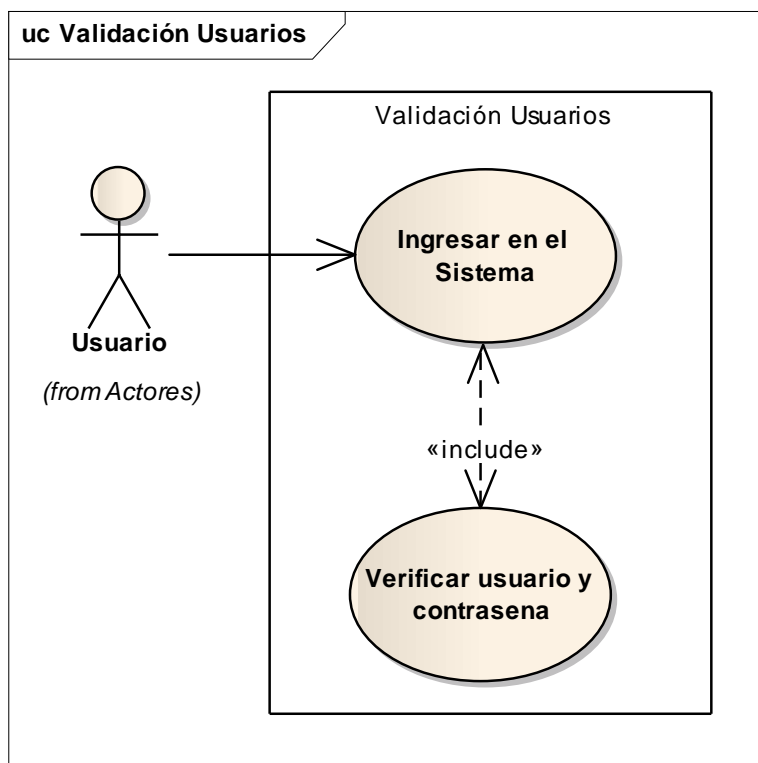 uc Validación Usuarios
Validación Usuarios
Ingresar en el
Sistema
Usuario
(from Actores)
«include»
Verificar usuario y
contrasena